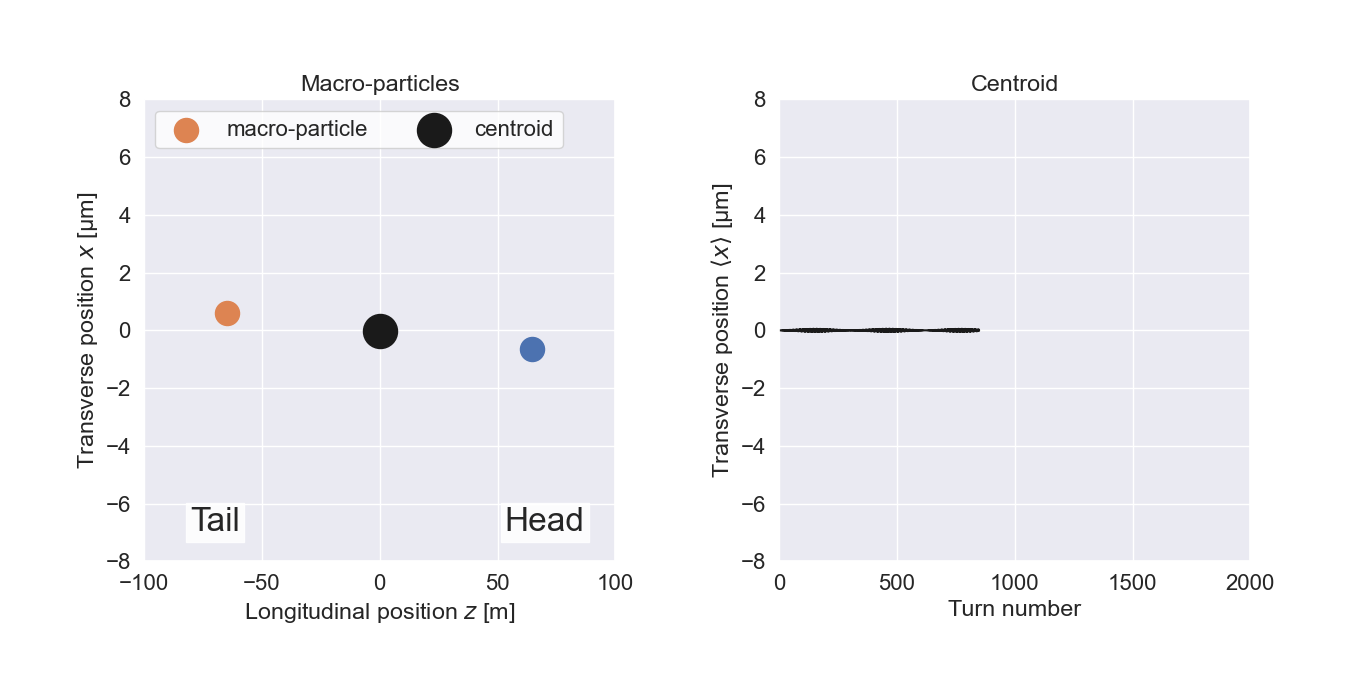 Macro-particles
macro-particle
centroid
Transverse position x [μm]
8
6
4
2
0
−2
−4
−6
−8
Tail
Head
−100
−50
0
50
100
Longitudinal position z [m]
Centroid
Transverse position ⟨x⟩ [μm]
8
6
4
2
0
−2
−4
−6
−8
0
500
1000
1500
2000
Turn number